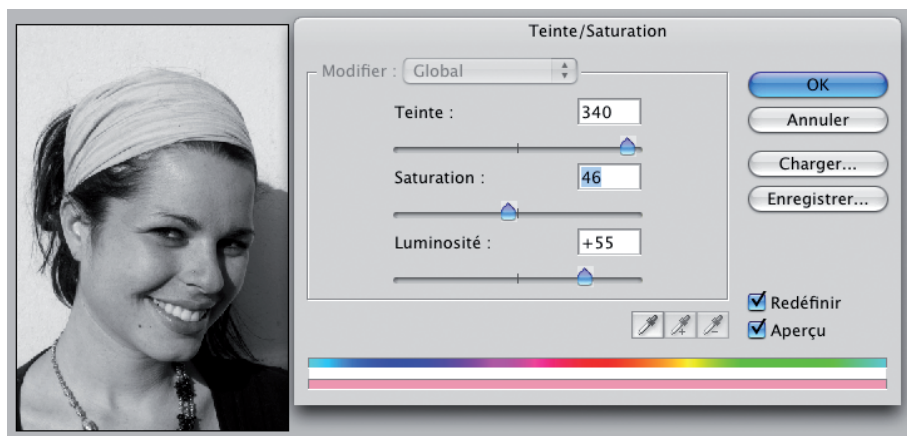 Teinte/Saturation
Modifier : Global
OK
Teinte : 340
Annuler
Charger...
Saturation : 46
Enregistrer...
Luminosité : +55
Redéfinir
Aperçu